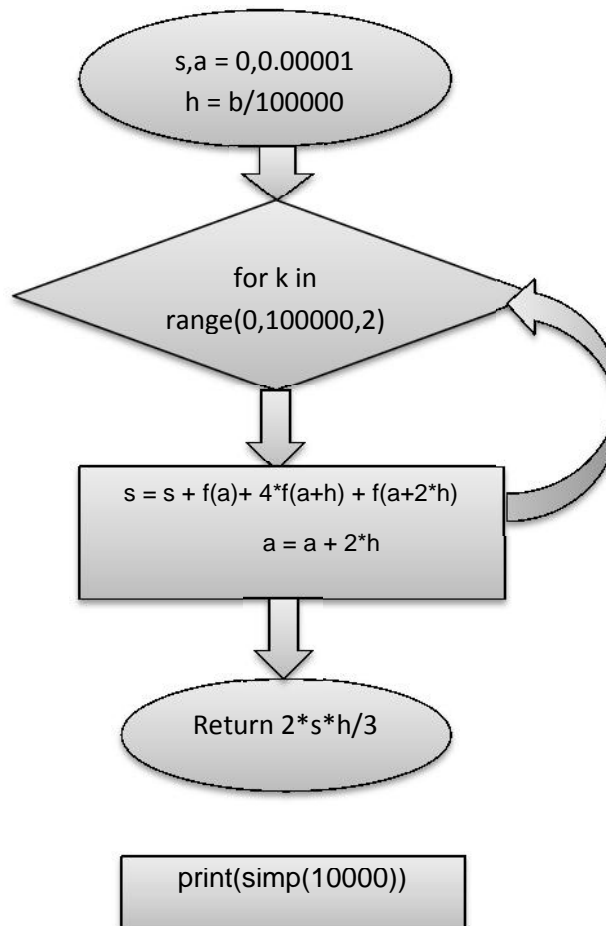 s,a = 0,0.00001
h = b/100000
for k in
range(0,100000,2)
s = s + f(a)+ 4*f(a+h) + f(a+2*h)
a = a + 2*h
Return 2*s*h/3
print(simp(10000))